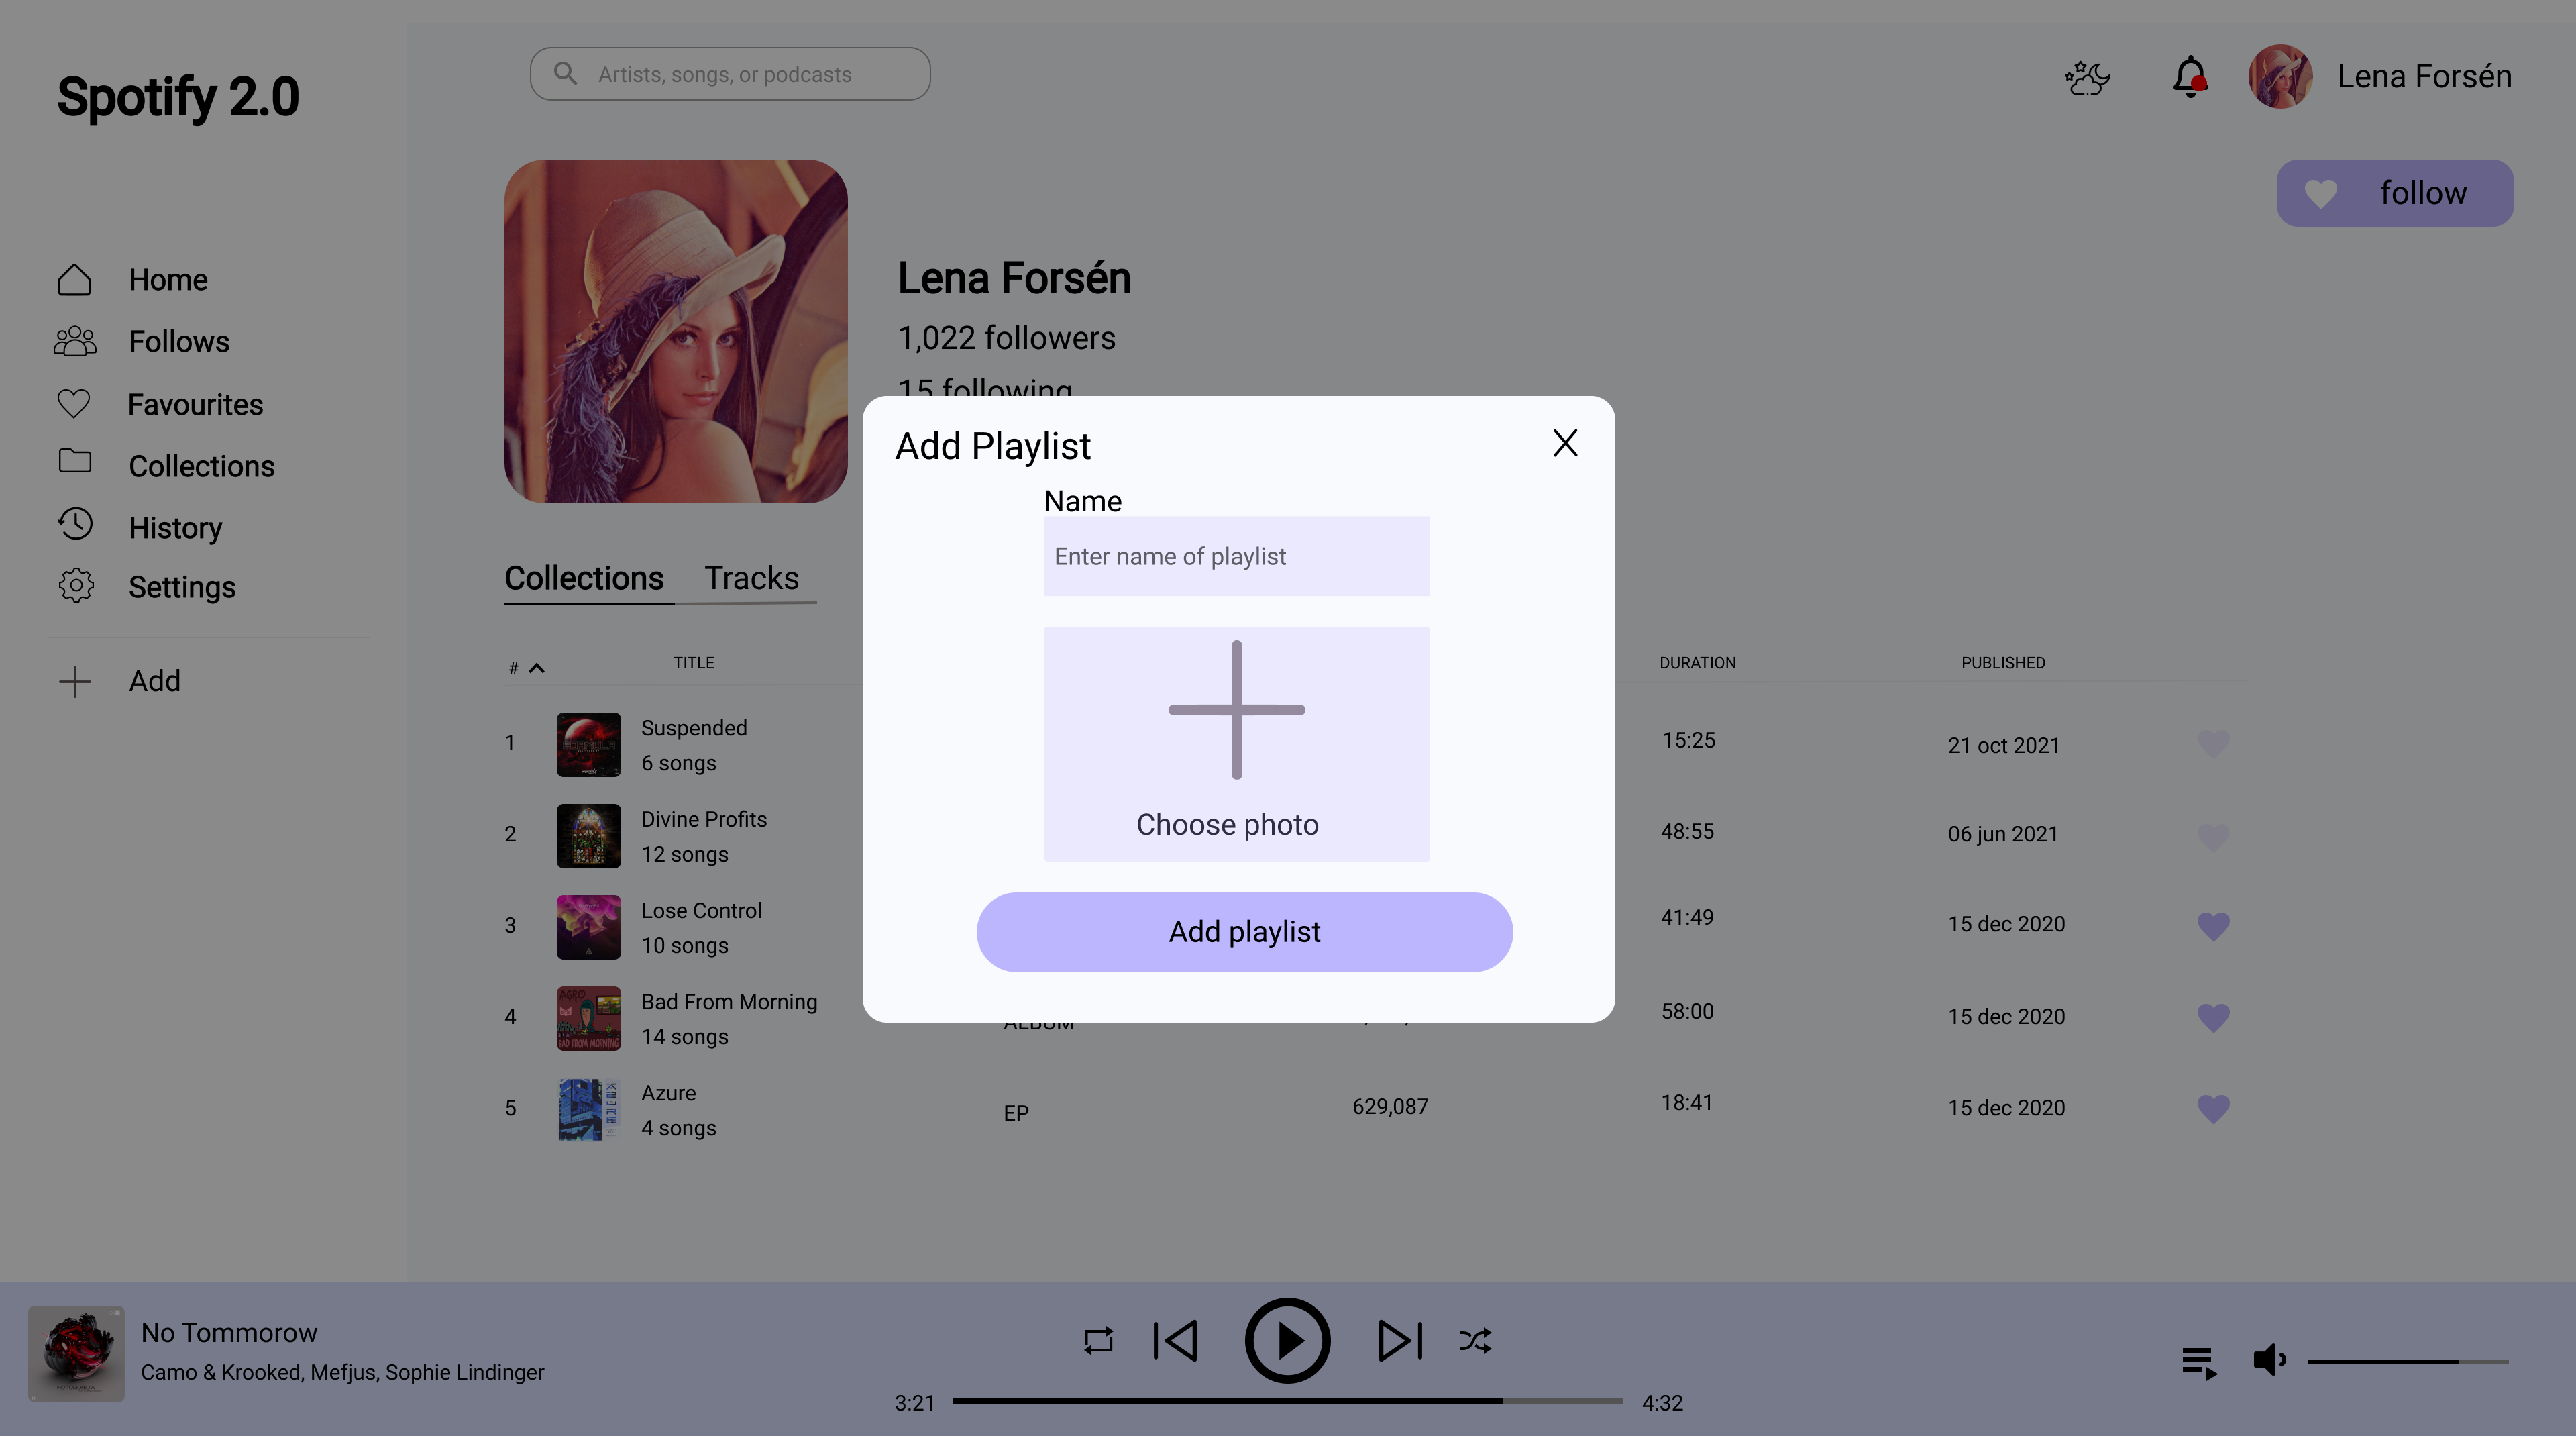 Spotify 2.0
Artists, songs, or podcasts
Lena Forsén
follow
Home
Follows
Favourites
Collections
History
Settings
Add
Lena Forsén
1,022 followers
15 following
Collections Tracks
Add Playlist
Name
Enter name of playlist
Choose photo
Add playlist
# TITLE DURATION PUBLISHED
1 Suspended 15:25 21 oct 2021
6 songs
2 Divine Profits 48:55 06 jun 2021
12 songs
3 Lose Control 41:49 15 dec 2020
10 songs
4 Bad From Morning ALBUM 58:00 15 dec 2020
14 songs
AGRO
BAD FROM MORNING
5 Azure EP 629,087 18:41 15 dec 2020
4 songs
No Tommorow
Camo & Krooked, Mefjus, Sophie Lindinger
3:21 4:32